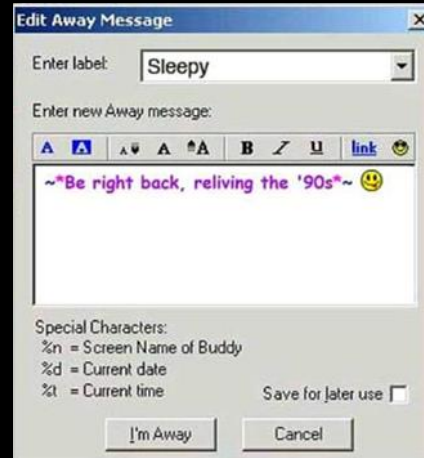 Edit Away Message
Enter label: Sleepy
Enter new Away message:
A A A A A B I U link
~*Be right back, reliving the '90s*~
Special Characters:
%n = Screen Name of Buddy
%d = Current date
%t = Current time
Save for later use
I'm Away Cancel